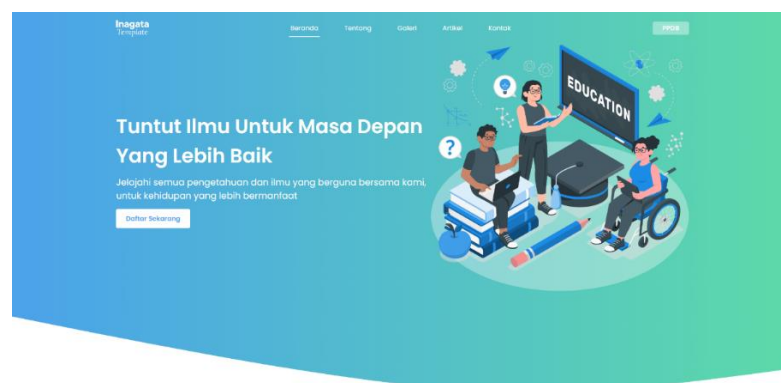 Inagata
Template
Beranda Tentang Galeri Artikel Kontak
PPDB
EDUCATION
Tuntut Ilmu Untuk Masa Depan
Yang Lebih Baik
?
Jelajahi semua pengetahuan dan ilmu yang berguna bersama kami,
untuk kehidupan yang lebih bermanfaat
Daftar Sekarang